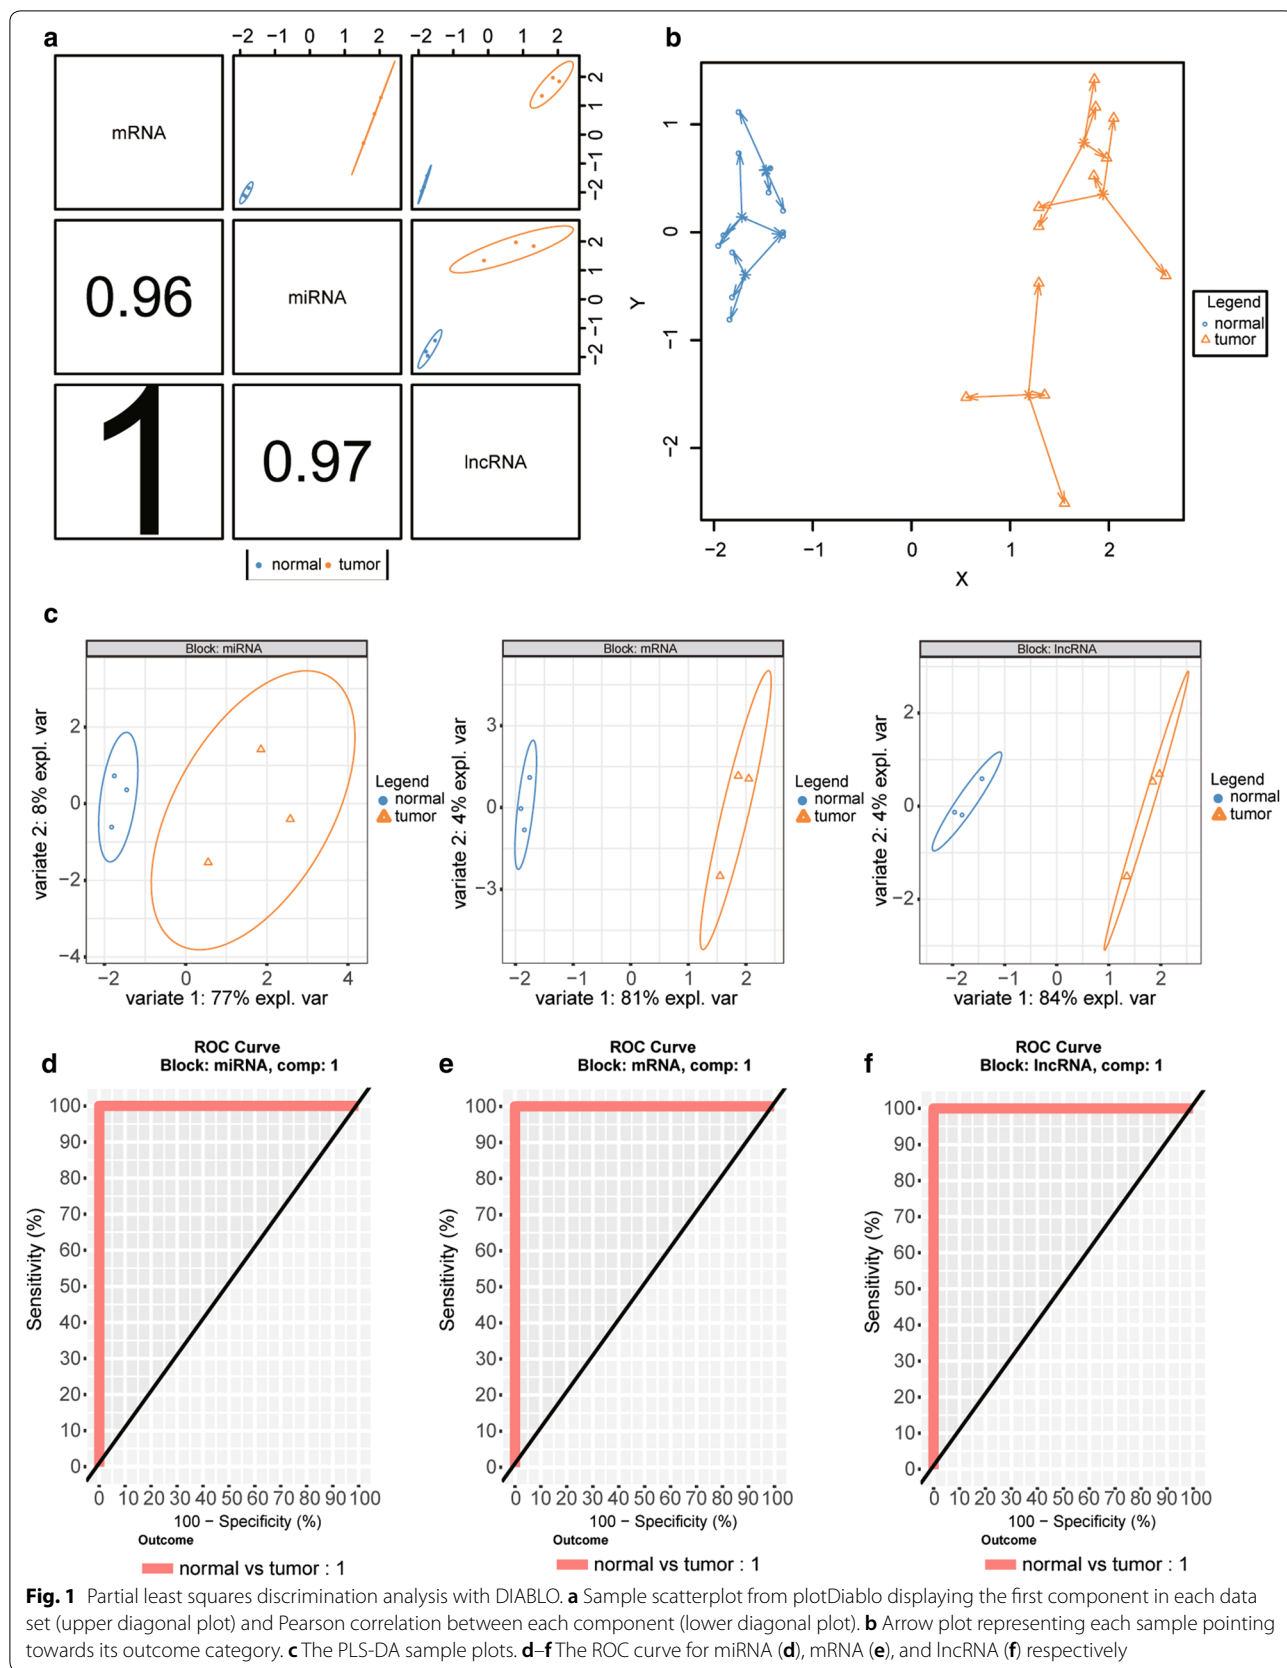 a
−2 −1 0 1 2
−2 −1 0 1 2
mRNA
2
1
0
−1
−2
0.96
miRNA
2
1
0
−1
−2
1
0.97
lncRNA
normal tumor
b
1
0
−1
−2
Y
−2 −1 0 1 2
X
Legend
normal
tumor
c
Block: miRNA
2
0
−2
−4
variate 2: 8% expl. var
−2 0 2 4
variate 1: 77% expl. var
Legend
normal
tumor
Block: mRNA
3
0
−3
variate 2: 4% expl. var
−2 −1 0 1 2
variate 1: 81% expl. var
Legend
normal
tumor
Block: lncRNA
2
0
−2
variate 2: 4% expl. var
−2 −1 0 1 2
variate 1: 84% expl. var
Legend
normal
tumor
d
ROC Curve
Block: miRNA, comp: 1
100
90
80
70
60
50
40
30
20
10
0
Sensitivity (%)
0 10 20 30 40 50 60 70 80 90 100
100 − Specificity (%)
Outcome
normal vs tumor : 1
e
ROC Curve
Block: mRNA, comp: 1
100
90
80
70
60
50
40
30
20
10
0
Sensitivity (%)
0 10 20 30 40 50 60 70 80 90 100
100 − Specificity (%)
Outcome
normal vs tumor : 1
f
ROC Curve
Block: lncRNA, comp: 1
100
90
80
70
60
50
40
30
20
10
0
Sensitivity (%)
0 10 20 30 40 50 60 70 80 90 100
100 − Specificity (%)
Outcome
normal vs tumor : 1
Fig. 1 Partial least squares discrimination analysis with DIABLO. a Sample scatterplot from plotDiablo displaying the first component in each data
set (upper diagonal plot) and Pearson correlation between each component (lower diagonal plot). b Arrow plot representing each sample pointing
towards its outcome category. c The PLS-DA sample plots. d–f The ROC curve for miRNA (d), mRNA (e), and lncRNA (f) respectively